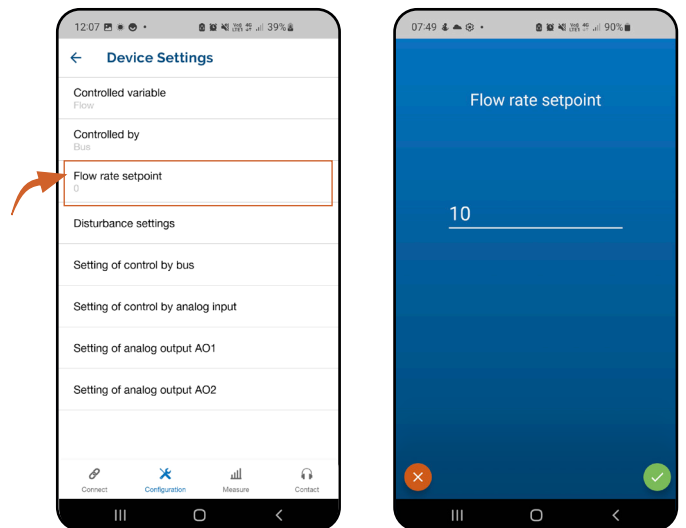 12:07
39%
Device Settings
Controlled variable
Flow
Controlled by
Bus
Flow rate setpoint
0
Disturbance settings
Setting of control by bus
Setting of control by analog input
Setting of analog output AO1
Setting of analog output AO2
Connect
Configuration
Measure
Contact
07:49
90%
Flow rate setpoint
10